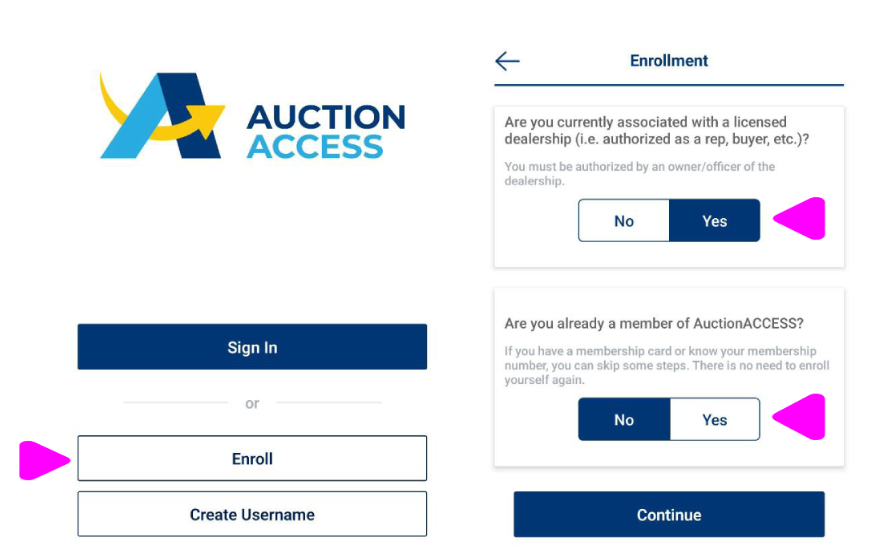 AUCTION
ACCESS
Sign In
or
Enroll
Create Username
Enrollment
Are you currently associated with a licensed
dealership (i.e. authorized as a rep, buyer, etc.)?
You must be authorized by an owner/officer of the
dealership.
No Yes
Are you already a member of AuctionACCESS?
If you have a membership card or know your membership
number, you can skip some steps. There is no need to enroll
yourself again.
No Yes
Continue